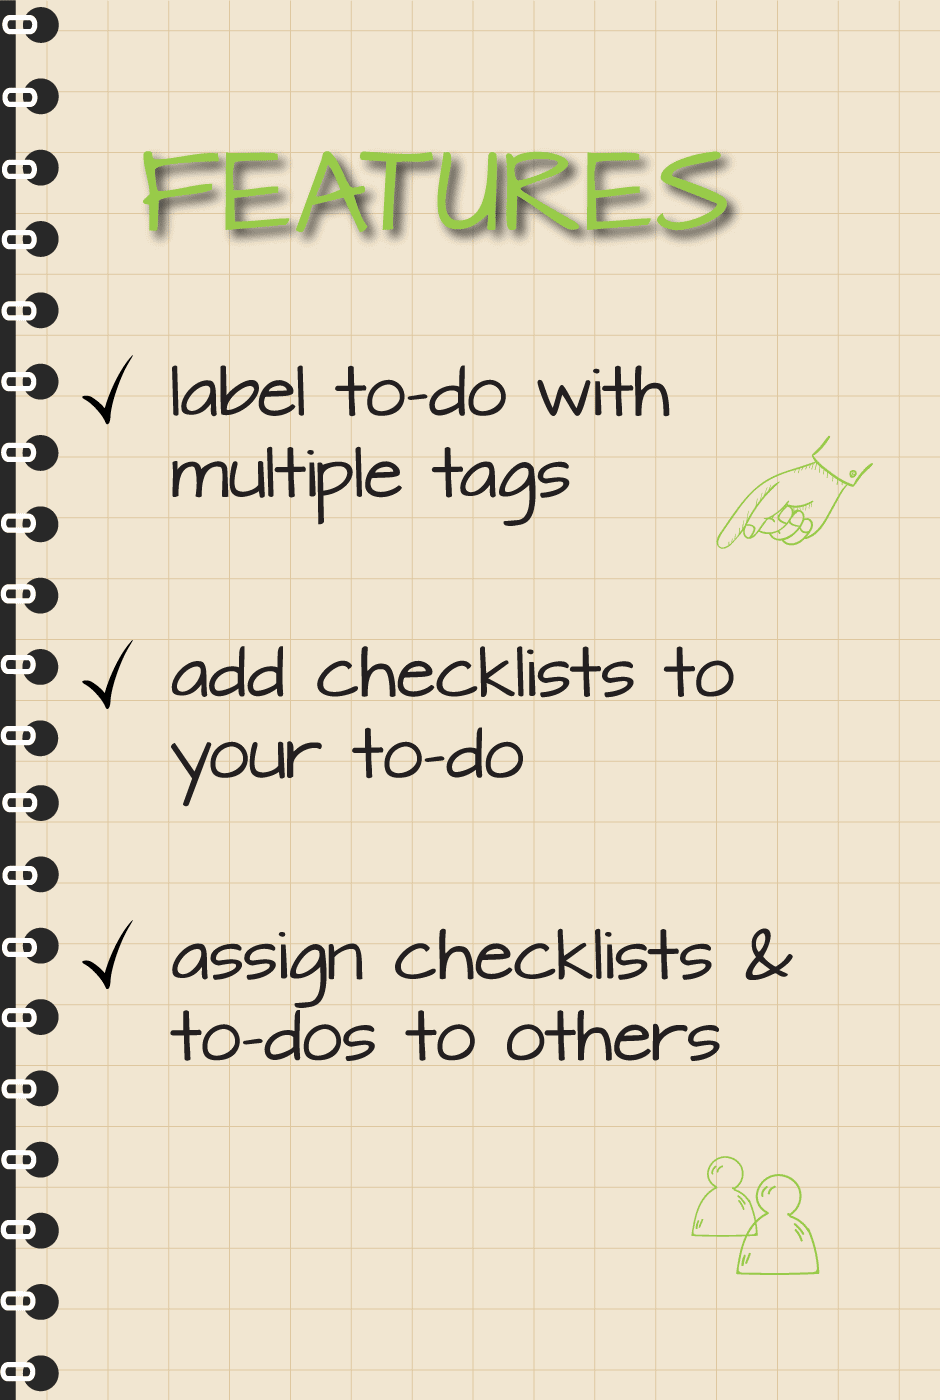 FEATURES
label to-do with
multiple tags
add checklists to
your to-do
assign checklists &
to-dos to others